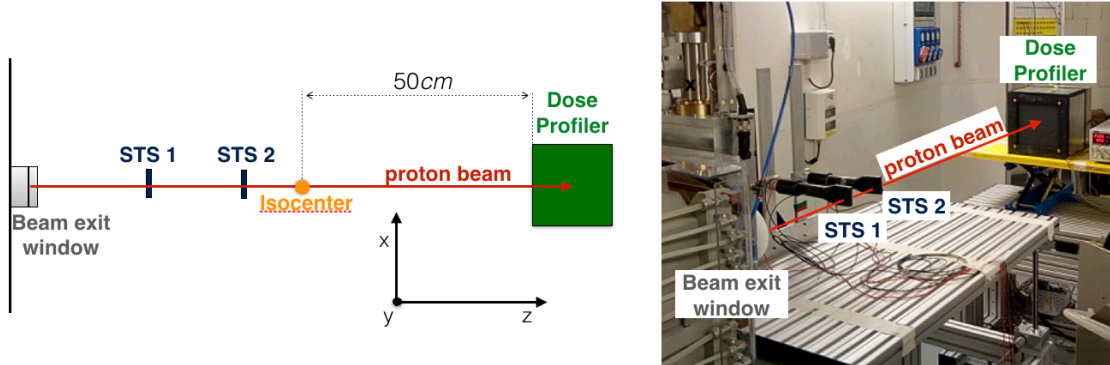 50cm
Dose
Profiler
STS 1
STS 2
proton beam
Isocenter
Beam exit
window
x
y
z
x
Dose
Profiler
proton beam
STS 2
STS 1
Beam exit
window